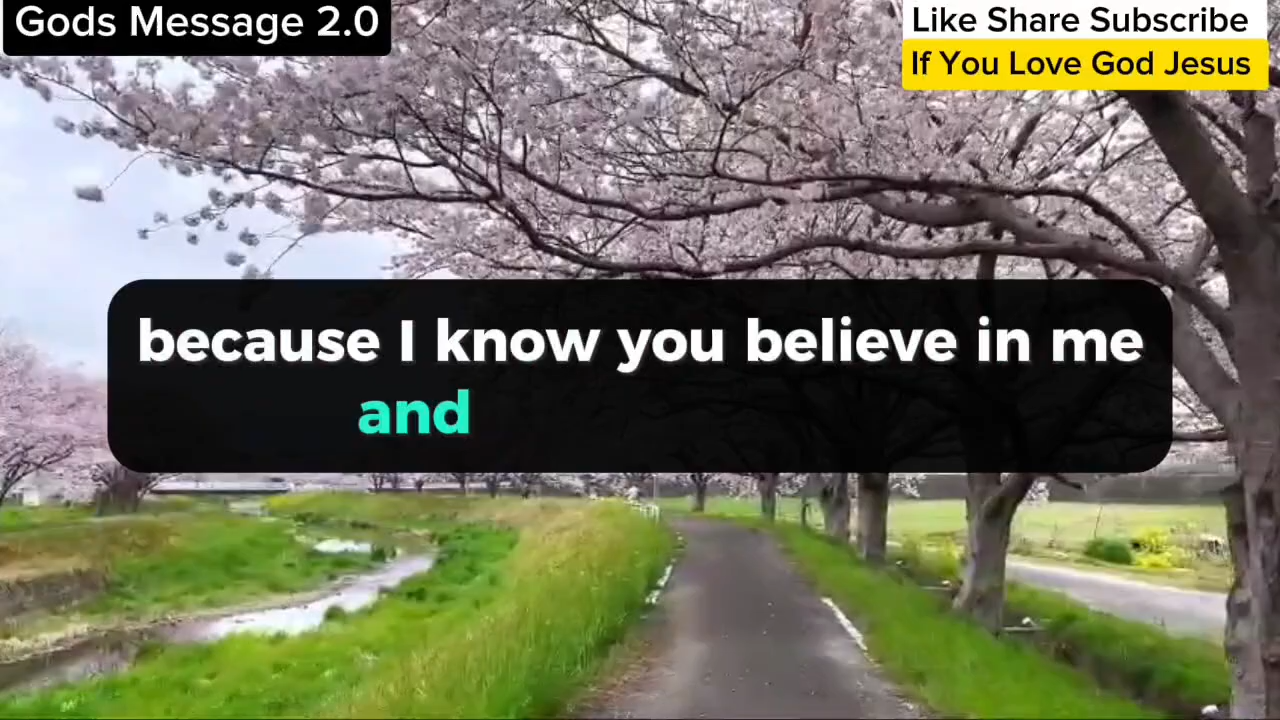 Gods Message 2.0
Like Share Subscribe
If You Love God Jesus
because I know you believe in me
and